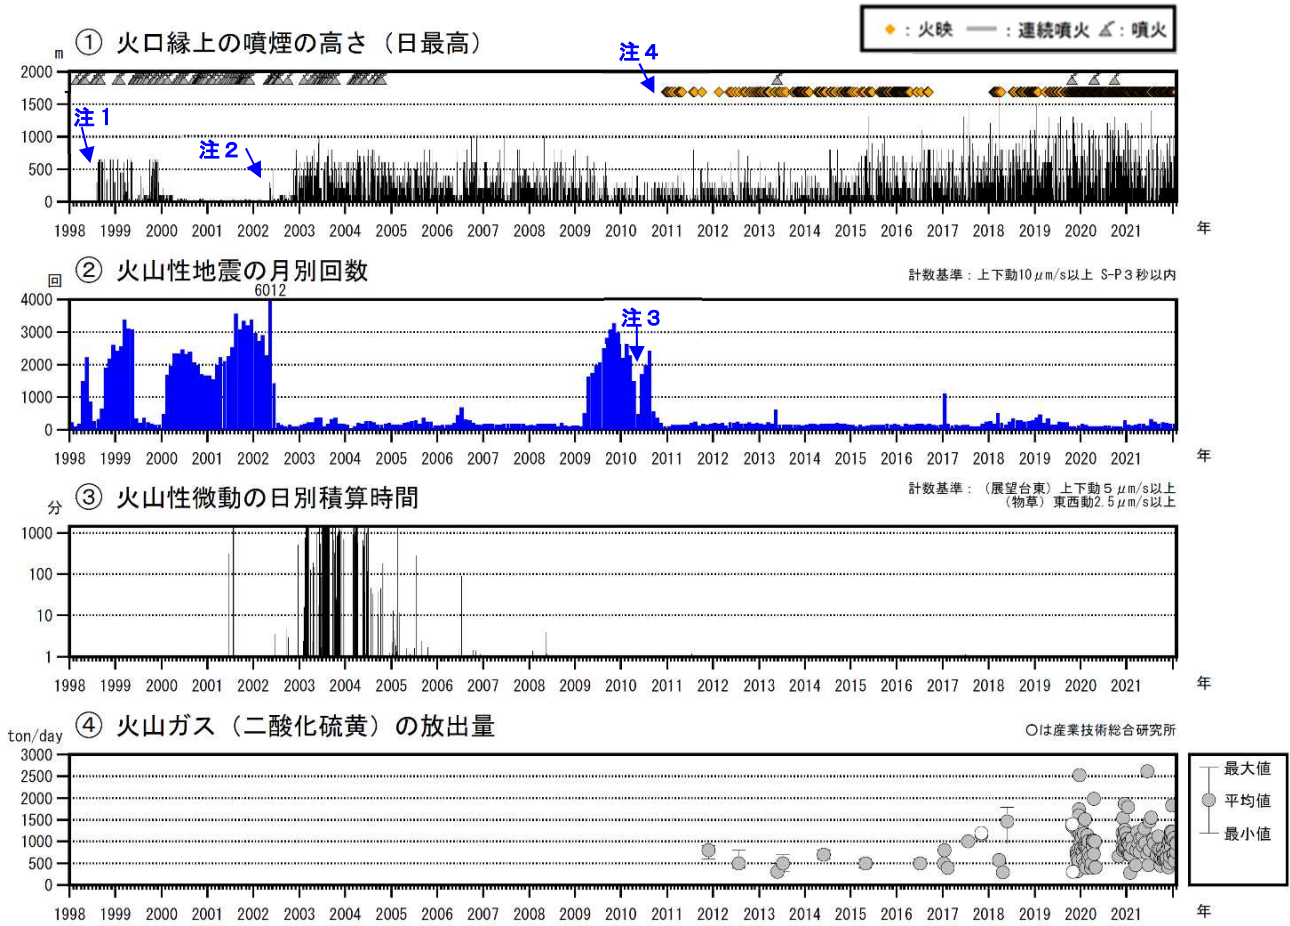 ◆：火映 ━━：連続噴火 ：噴火
① 火口縁上の噴煙の高さ（日最高）
m
注４
2000
1500
1000
500
0
注１
注２
1998 1999 2000 2001 2002 2003 2004 2005 2006 2007 2008 2009 2010 2011 2012 2013 2014 2015 2016 2017 2018 2019 2020 2021 年
② 火山性地震の月別回数
計数基準：上下動10μm/s以上 S-P３秒以内
回
6012
4000
3000
2000
1000
0
注３
1998 1999 2000 2001 2002 2003 2004 2005 2006 2007 2008 2009 2010 2011 2012 2013 2014 2015 2016 2017 2018 2019 2020 2021 年
③ 火山性微動の日別積算時間
計数基準：（展望台東）上下動５μm/s以上
（物草）東西動2.5μm/s以上
分
1000
100
10
1
1998 1999 2000 2001 2002 2003 2004 2005 2006 2007 2008 2009 2010 2011 2012 2013 2014 2015 2016 2017 2018 2019 2020 2021 年
④ 火山ガス（二酸化硫黄）の放出量
○は産業技術総合研究所
ton/day
3000
2500
2000
1500
1000
500
0
最大値
平均値
最小値
1998 1999 2000 2001 2002 2003 2004 2005 2006 2007 2008 2009 2010 2011 2012 2013 2014 2015 2016 2017 2018 2019 2020 2021 年